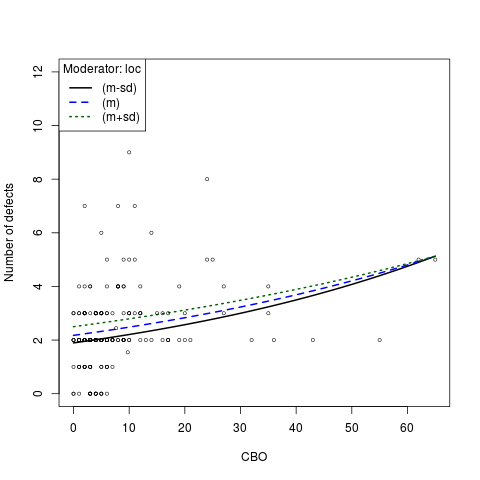 Moderator: loc
(m-sd)
(m)
(m+sd)
Number of defects
12
10
8
6
4
2
0
0 10 20 30 40 50 60
CBO